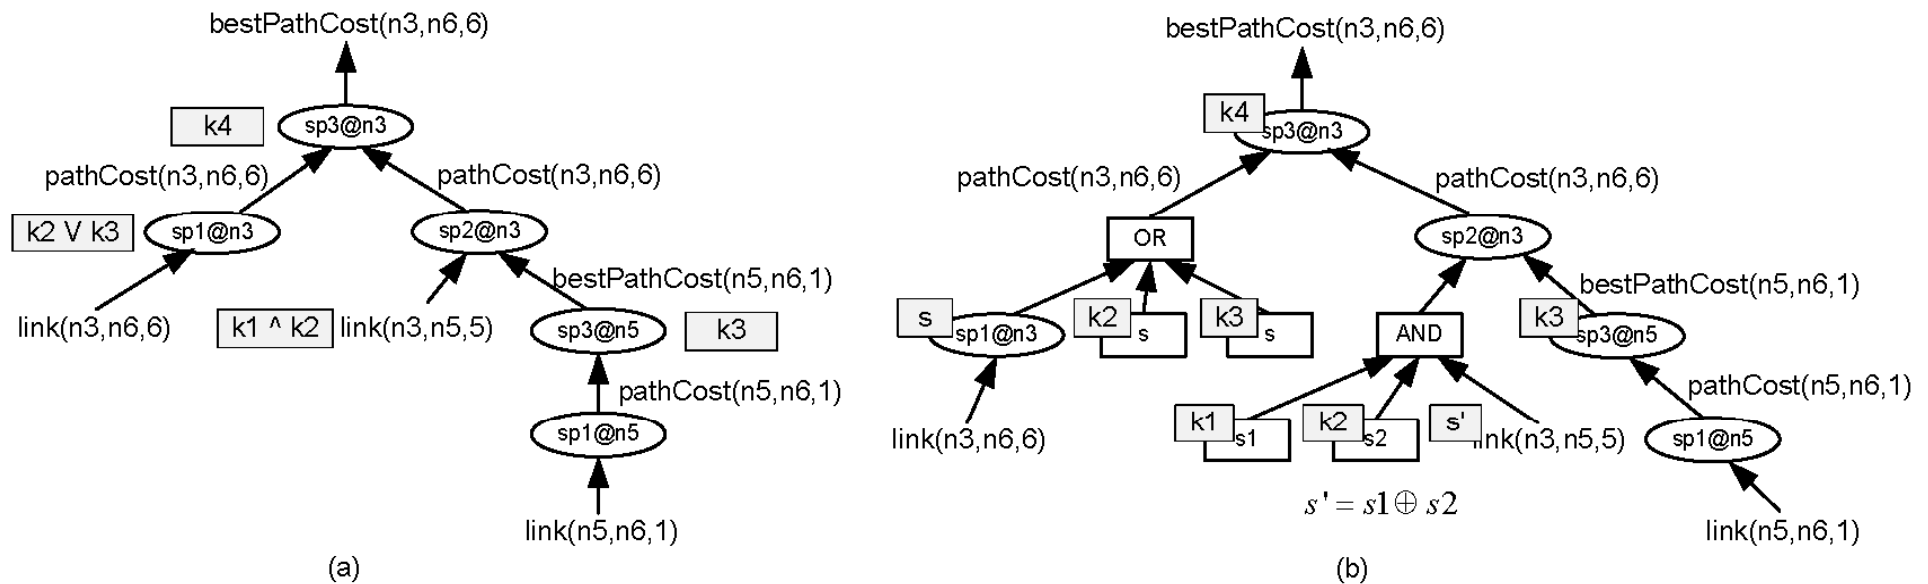 bestPathCost(n3,n6,6)
k4
sp3@n3
pathCost(n3,n6,6)
pathCost(n3,n6,6)
k2 V k3
sp1@n3
sp2@n3
bestPathCost(n5,n6,1)
link(n3,n6,6)
k1 ^ k2
link(n3,n5,5)
sp3@n5
k3
pathCost(n5,n6,1)
sp1@n5
link(n5,n6,1)
(a)
bestPathCost(n3,n6,6)
k4
sp3@n3
pathCost(n3,n6,6)
pathCost(n3,n6,6)
OR
sp2@n3
bestPathCost(n5,n6,1)
s
sp1@n3
k2
s
k3
s
AND
k3
sp3@n5
pathCost(n5,n6,1)
link(n3,n6,6)
k1
s1
k2
s2
s'
link(n3,n5,5)
sp1@n5
s' = s1 ⊕ s2
link(n5,n6,1)
(b)